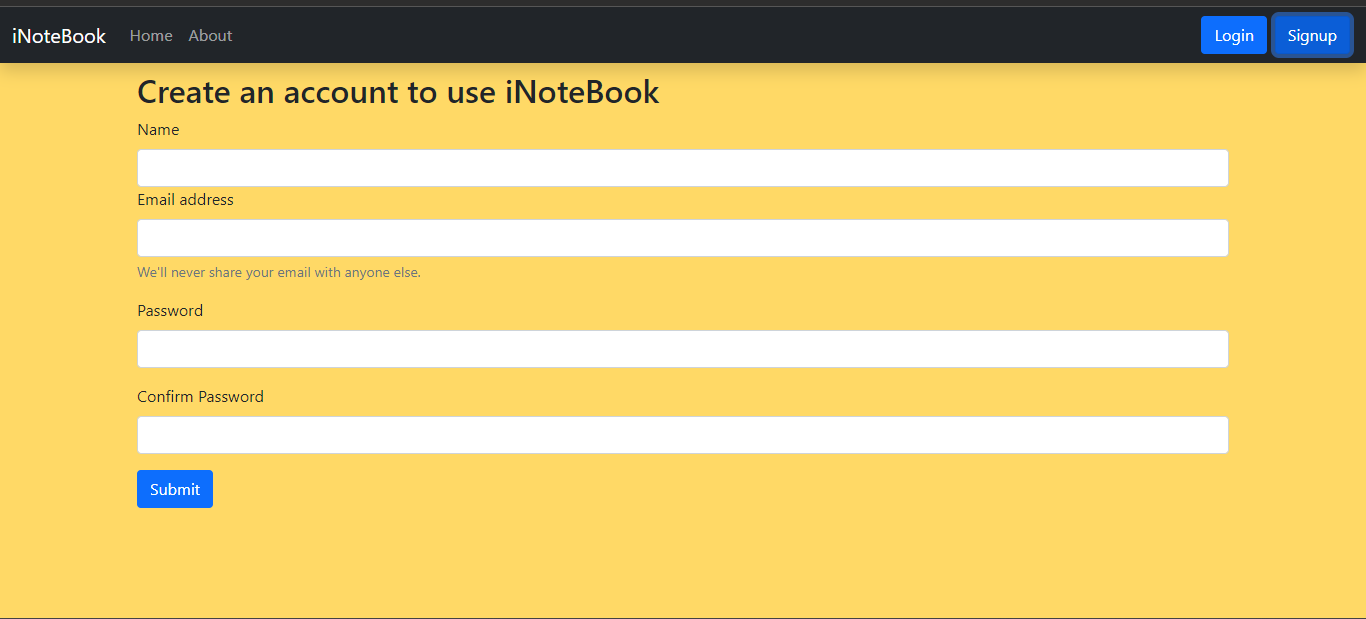 iNoteBook Home About Login Signup
Create an account to use iNoteBook
Name
Email address
We'll never share your email with anyone else.
Password
Confirm Password
Submit